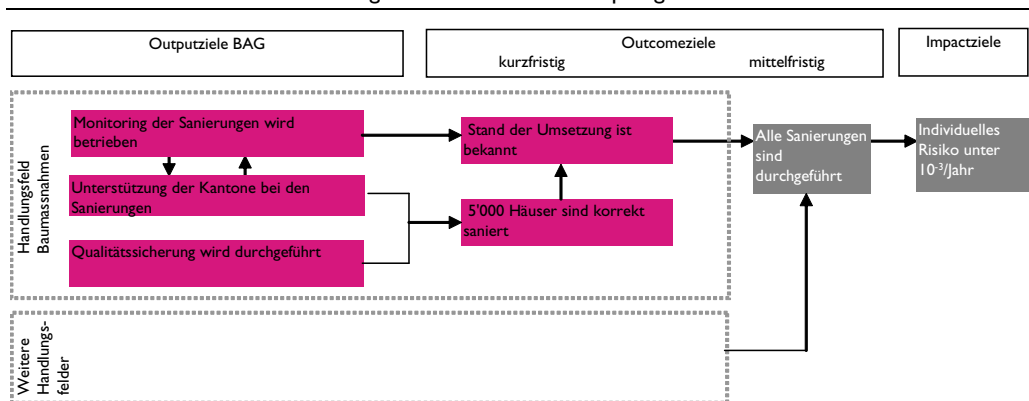 Outputziele BAG
Outcomeziele
kurzfristig mittelfristig
Impactziele
Handlungsfeld
Baumassnahmen
Monitoring der Sanierungen wird
betrieben
Unterstützung der Kantone bei den
Sanierungen
Qualitätssicherung wird durchgeführt
Stand der Umsetzung ist
bekannt
5'000 Häuser sind korrekt
saniert
Alle Sanierungen
sind
durchgeführt
Individuelles
Risiko unter
10⁻³/Jahr
Weitere
Handlungs-
felder